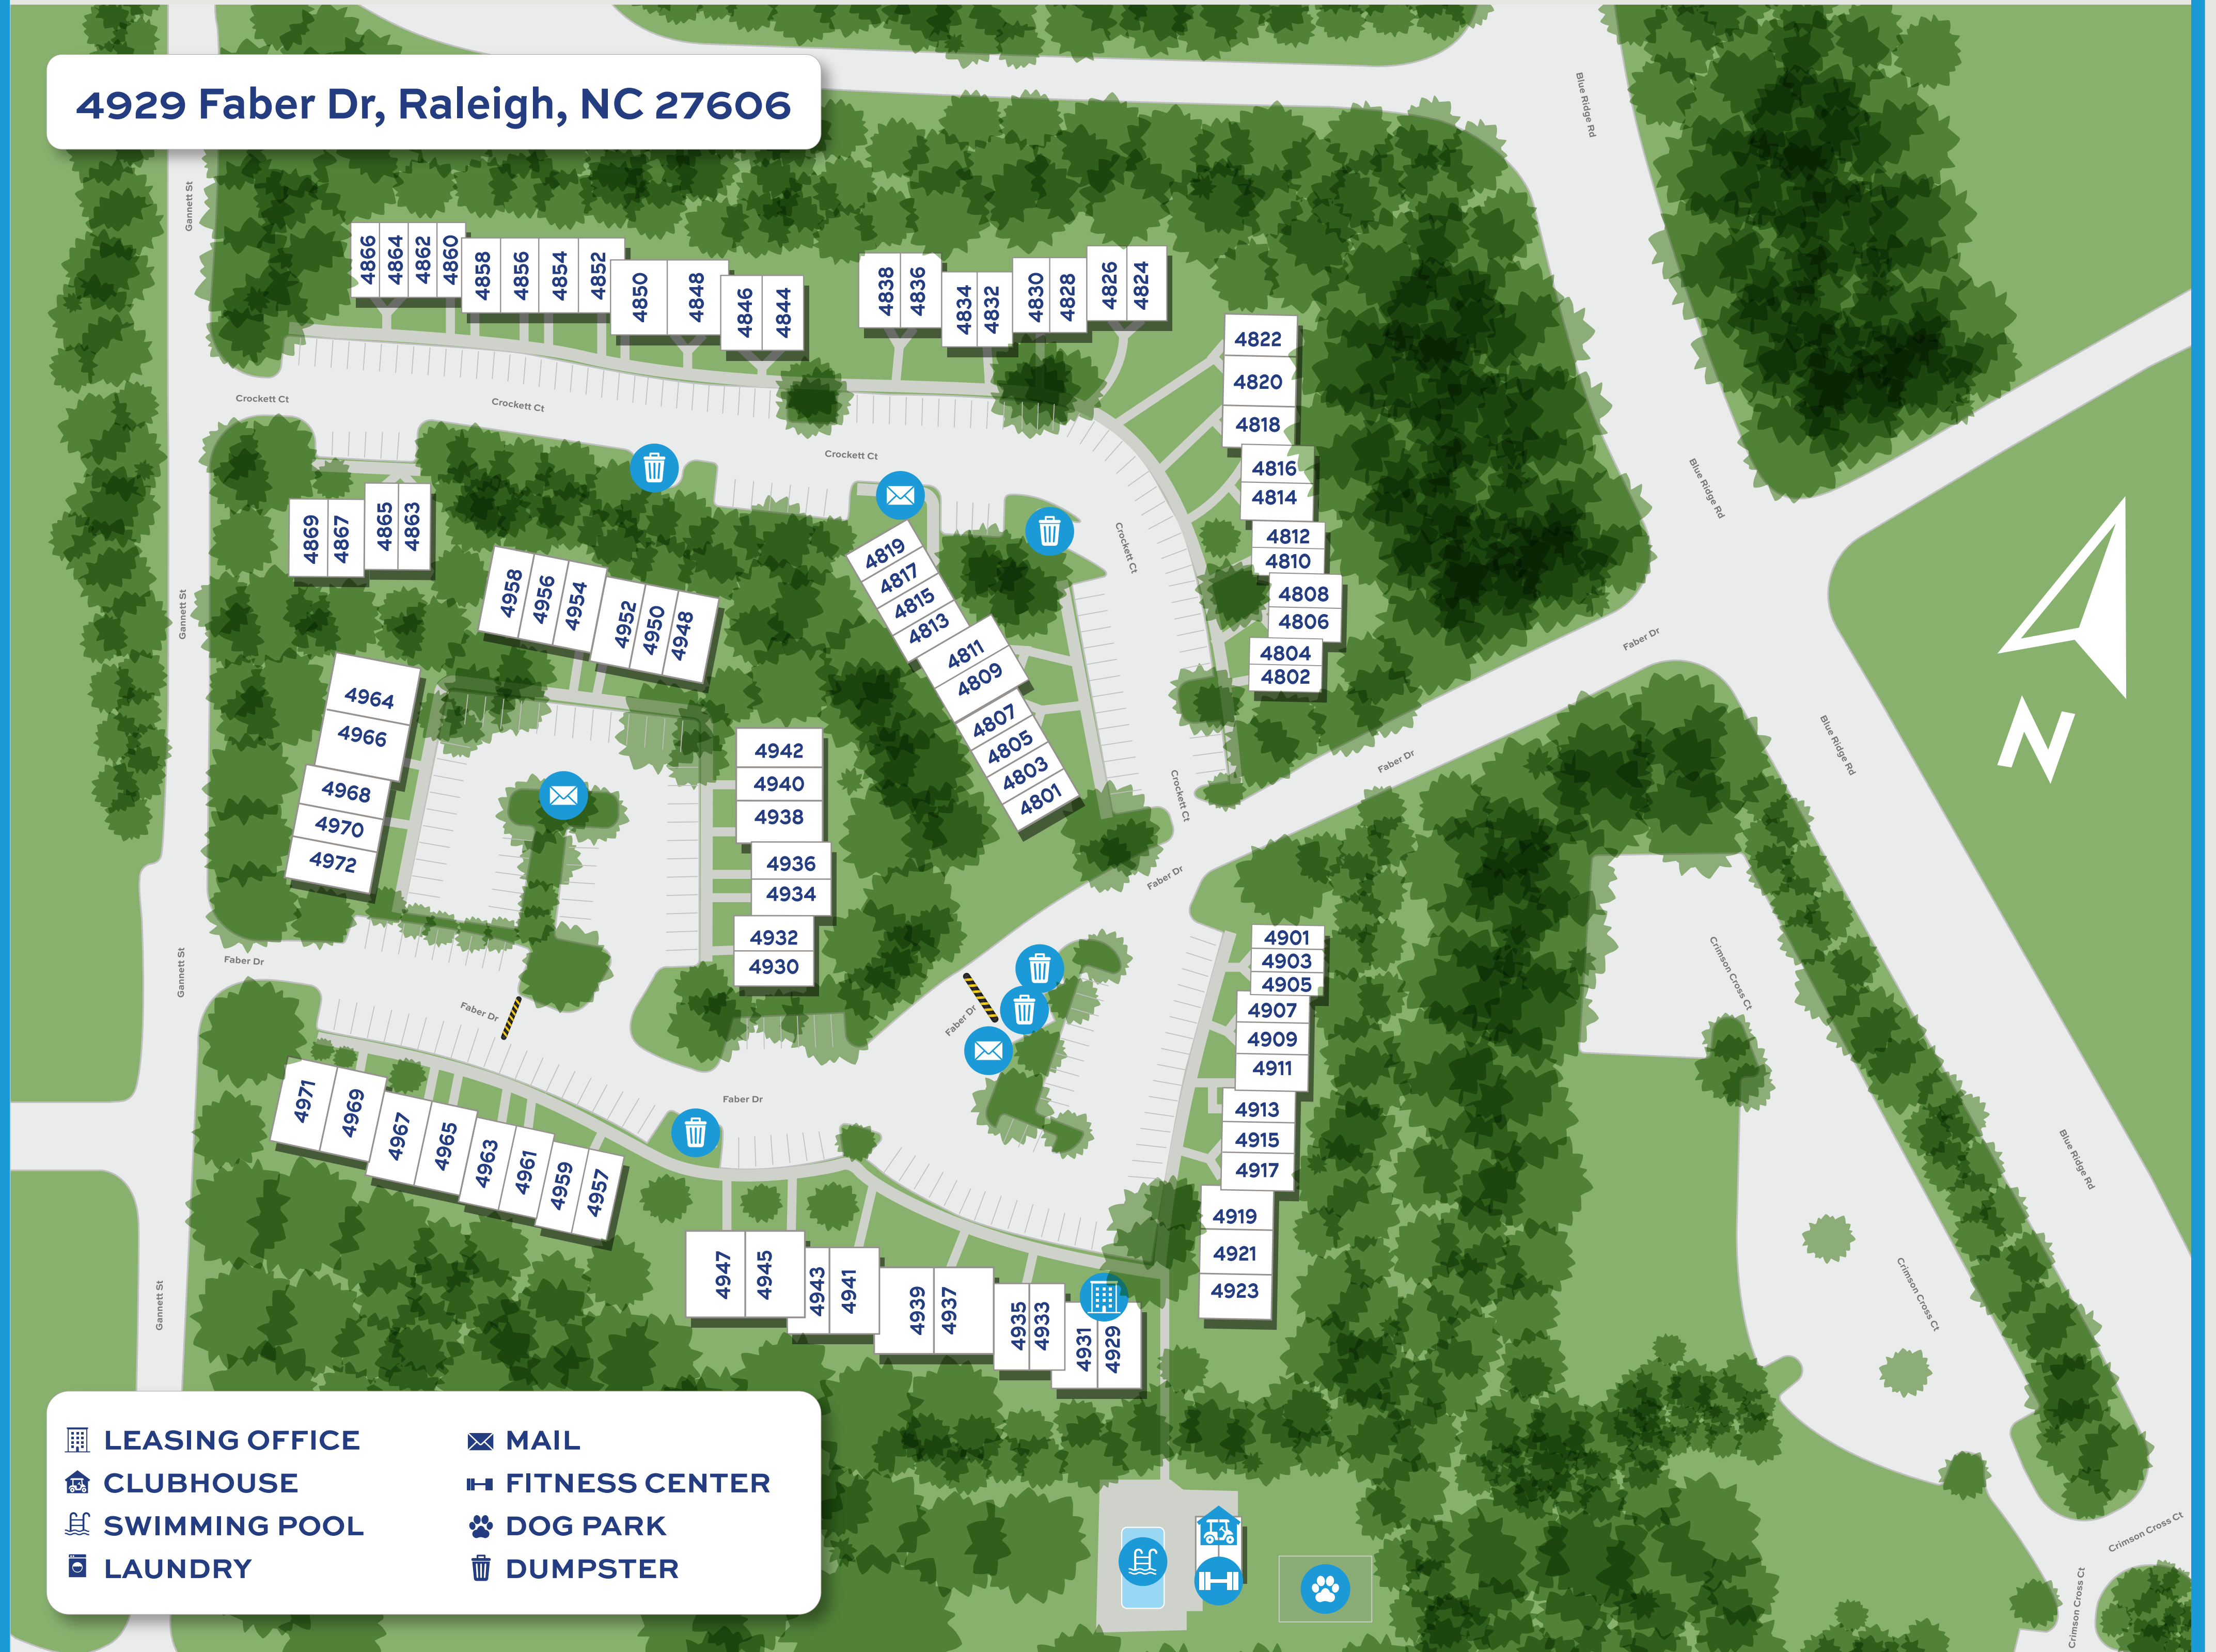 4929 Faber Dr, Raleigh, NC 27606
Blue Ridge Rd
Gannett St
4866
4864
4862
4860
4858
4856
4854
4852
4850
4848
4846
4844
4838
4836
4834
4832
4830
4828
4826
4824
4822
4820
4818
4816
4814
4812
4810
4808
4806
4804
4802
Crockett Ct
Crockett Ct
Crockett Ct
Crockett Ct
Crockett Ct
Blue Ridge Rd
4869
4867
4865
4863
4819
4817
4815
4813
4811
4809
4807
4805
4803
4801
4958
4956
4954
4952
4950
4948
Gannett St
Faber Dr
N
4964
4966
4968
4970
4972
4942
4940
4938
4936
4934
4932
4930
Faber Dr
Blue Ridge Rd
Faber Dr
Gannett St
Faber Dr
Faber Dr
Faber Dr
Faber Dr
4901
4903
4905
4907
4909
4911
4913
4915
4917
4919
4921
4923
Crimson Cross Ct
Blue Ridge Rd
4971
4969
4967
4965
4963
4961
4959
4957
4947
4945
4943
4941
4939
4937
4935
4933
4931
4929
Gannett St
Crimson Cross Ct
Crimson Cross Ct
Crimson Cross Ct
LEASING OFFICE
CLUBHOUSE
SWIMMING POOL
LAUNDRY
MAIL
FITNESS CENTER
DOG PARK
DUMPSTER